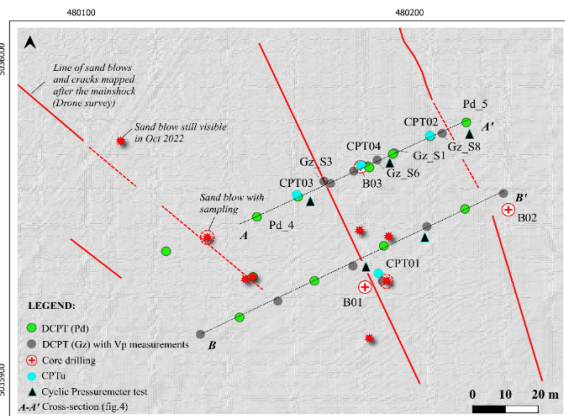 480100
480200
5036000
Line of sand blows
and cracks mapped
after the mainshock
(Drone survey)
Sand blow still visible
in Oct 2022
Pd_5
CPT02
A'
CPT04
Gz_S8
Gz_S1
Gz_S3
Gz_S6
B03
CPT03
Sand blow with
sampling
B'
A
Pd_4
B02
CPT01
B01
LEGEND:
DCPT (Pd)
DCPT (Gz) with Vp measurements
Core drilling
CPTu
Cyclic Pressuremeter test
A-A' Cross-section (fig.4)
B
5035900
0 10 20 m